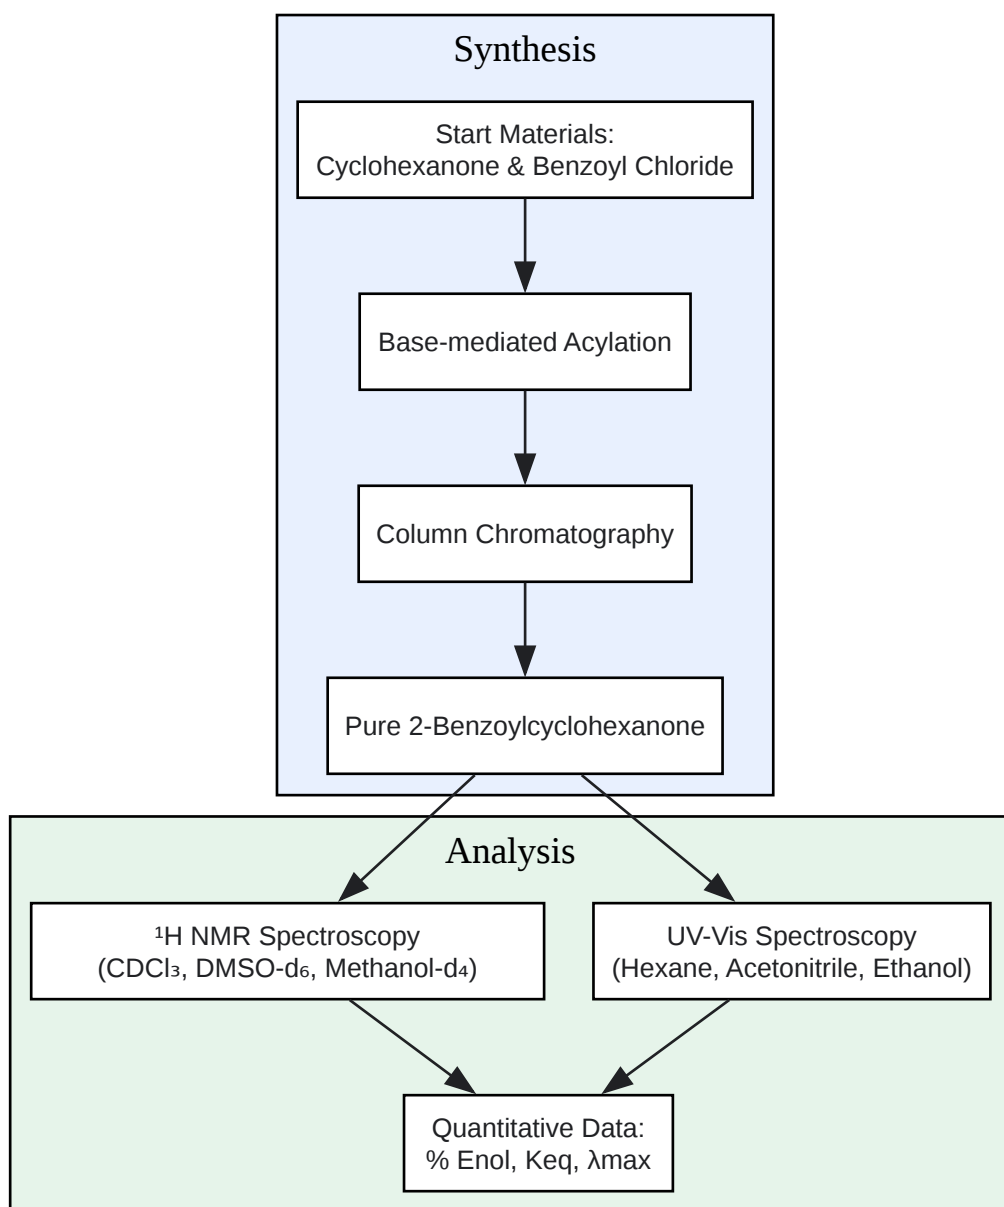 Synthesis
Start Materials:
Cyclohexanone & Benzoyl Chloride
Base-mediated Acylation
Column Chromatography
Pure 2-Benzoylcyclohexanone
Analysis
¹H NMR Spectroscopy
(CDCl₃, DMSO-d₆, Methanol-d₄)
UV-Vis Spectroscopy
(Hexane, Acetonitrile, Ethanol)
Quantitative Data:
% Enol, Keq, λmax